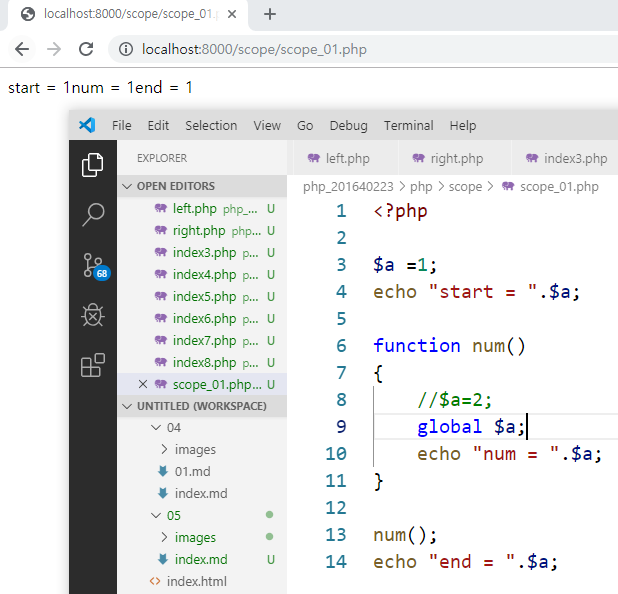 localhost:8000/scope/scope_01.p
localhost:8000/scope/scope_01.php
start = 1num = 1end = 1
File Edit Selection View Go Debug Terminal Help
EXPLORER
left.php right.php index3.php
OPEN EDITORS
php_201640223 > php > scope > scope_01.php
left.php php_... U
right.php php... U
index3.php p... U
index4.php p... U
index5.php p... U
index6.php p... U
index7.php p... U
index8.php p... U
scope_01.php... U
68
UNTITLED (WORKSPACE)
04
images
01.md
index.md
05
images
index.md U
index.html
1 <?php
2
3 $a =1;
4 echo "start = ".$a;
5
6 function num()
7 {
8 //$a=2;
9 global $a;
10 echo "num = ".$a;
11 }
12
13 num();
14 echo "end = ".$a;